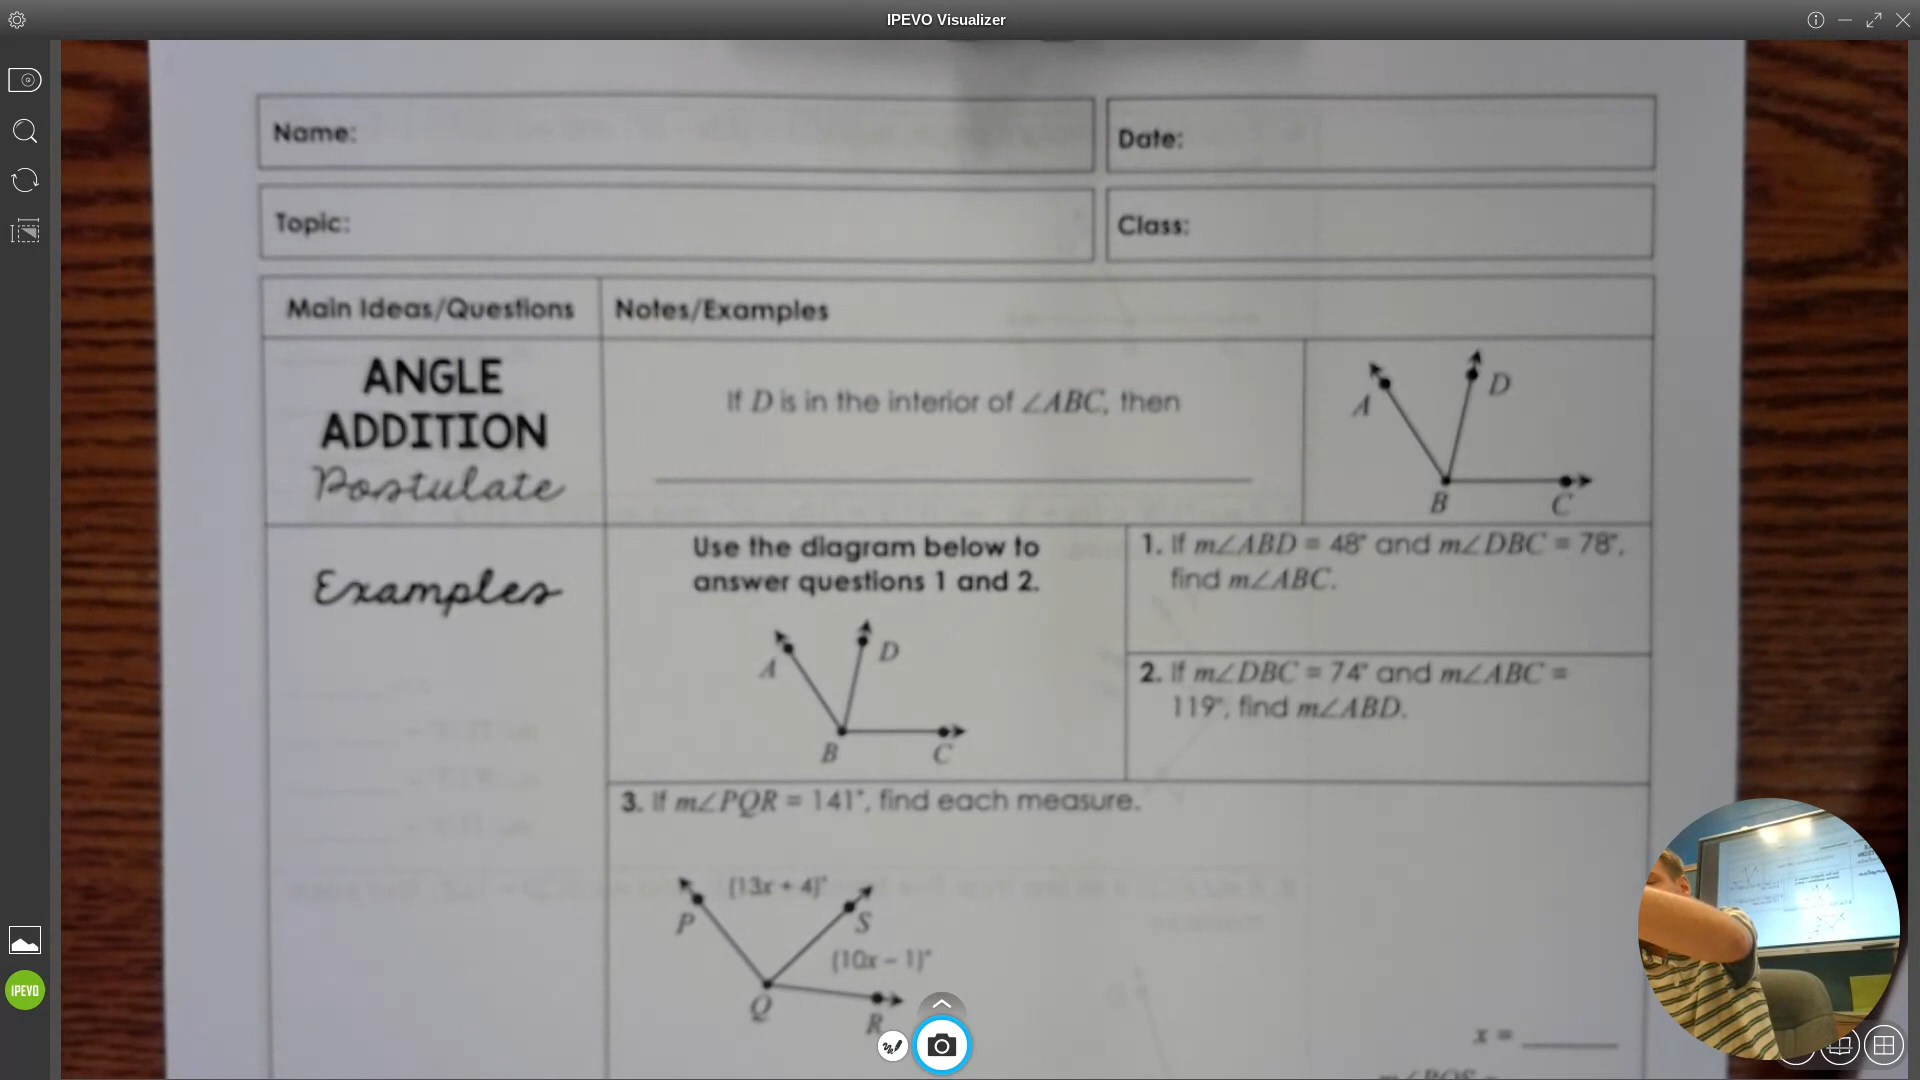 IPEVO Visualizer
Name:
Date:
Topic:
Class:
Main Ideas/Questions
Notes/Examples
ANGLE
ADDITION
Postulate
If D is in the interior of ∠ABC, then
A
D
B
C
Examples
Use the diagram below to
answer questions 1 and 2.
A
D
B
C
1. If m∠ABD = 48° and m∠DBC = 78°,
find m∠ABC.
2. If m∠DBC = 74° and m∠ABC =
119°, find m∠ABD.
3. If m∠PQR = 141°, find each measure.
(13x + 4)°
P
S
(10x − 1)°
Q
R
x =
IPEVO